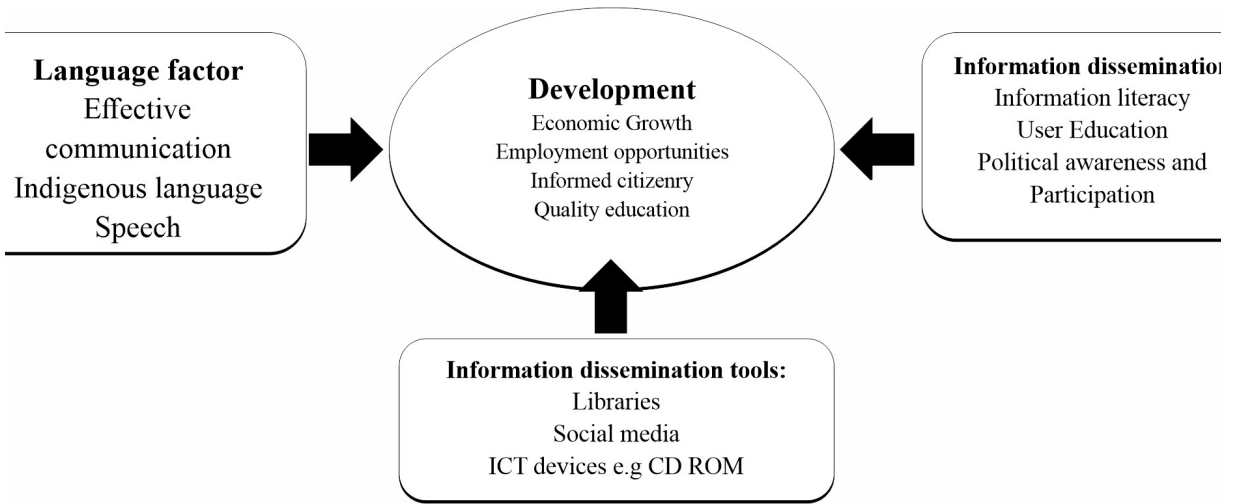 Language factor
Effective
communication
Indigenous language
Speech
Development
Economic Growth
Employment opportunities
Informed citizenry
Quality education
Information dissemination
Information literacy
User Education
Political awareness and
Participation
Information dissemination tools:
Libraries
Social media
ICT devices e.g CD ROM